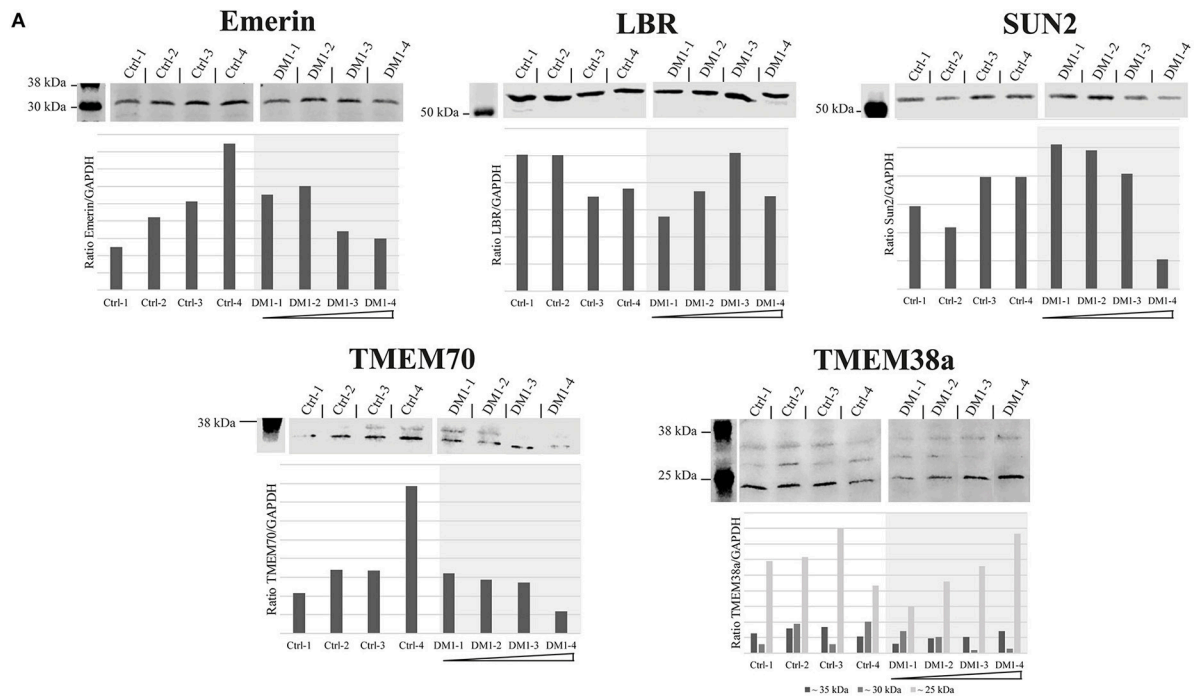 A
Emerin
Ctrl-1 Ctrl-2 Ctrl-3 Ctrl-4 DM1-1 DM1-2 DM1-3 DM1-4
38 kDa
30 kDa
Ratio Emerin/GAPDH
Ctrl-1 Ctrl-2 Ctrl-3 Ctrl-4 DM1-1 DM1-2 DM1-3 DM1-4
LBR
Ctrl-1 Ctrl-2 Ctrl-3 Ctrl-4 DM1-1 DM1-2 DM1-3 DM1-4
50 kDa
Ratio LBR/GAPDH
Ctrl-1 Ctrl-2 Ctrl-3 Ctrl-4 DM1-1 DM1-2 DM1-3 DM1-4
SUN2
Ctrl-1 Ctrl-2 Ctrl-3 Ctrl-4 DM1-1 DM1-2 DM1-3 DM1-4
50 kDa
Ratio Sun2/GAPDH
Ctrl-1 Ctrl-2 Ctrl-3 Ctrl-4 DM1-1 DM1-2 DM1-3 DM1-4
TMEM70
Ctrl-1 Ctrl-2 Ctrl-3 Ctrl-4 DM1-1 DM1-2 DM1-3 DM1-4
38 kDa
Ratio TMEM70/GAPDH
Ctrl-1 Ctrl-2 Ctrl-3 Ctrl-4 DM1-1 DM1-2 DM1-3 DM1-4
TMEM38a
Ctrl-1 Ctrl-2 Ctrl-3 Ctrl-4 DM1-1 DM1-2 DM1-3 DM1-4
38 kDa
25 kDa
Ratio TMEM38a/GAPDH
Ctrl-1 Ctrl-2 Ctrl-3 Ctrl-4 DM1-1 DM1-2 DM1-3 DM1-4
~ 35 kDa ~ 30 kDa ~ 25 kDa